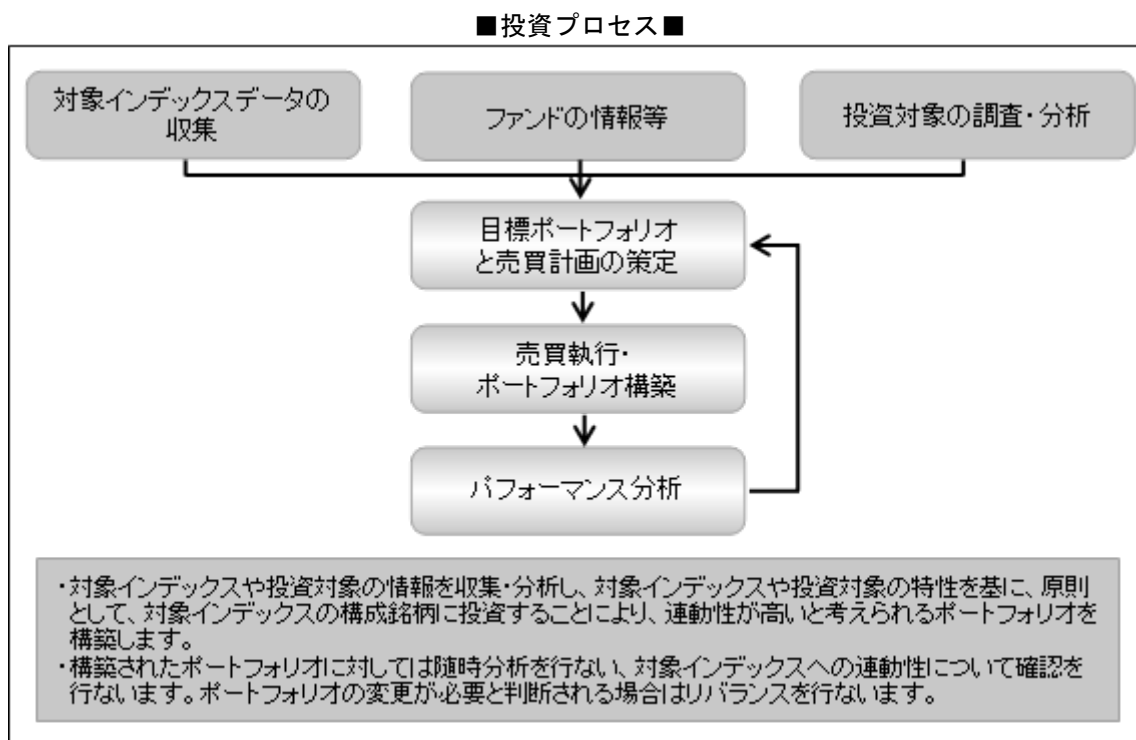 ■投資プロセス■
対象インデックスデータの
収集
ファンドの情報等
投資対象の調査・分析
目標ポートフォリオ
と売買計画の策定
売買執行・
ポートフォリオ構築
パフォーマンス分析
・対象インデックスや投資対象の情報を収集・分析し、対象インデックスや投資対象の特性を基に、原則
として、対象インデックスの構成銘柄に投資することにより、連動性が高いと考えられるポートフォリオを
構築します。
・構築されたポートフォリオに対しては随時分析を行ない、対象インデックスへの連動性について確認を
行ないます。ポートフォリオの変更が必要と判断される場合はリバランスを行ないます。